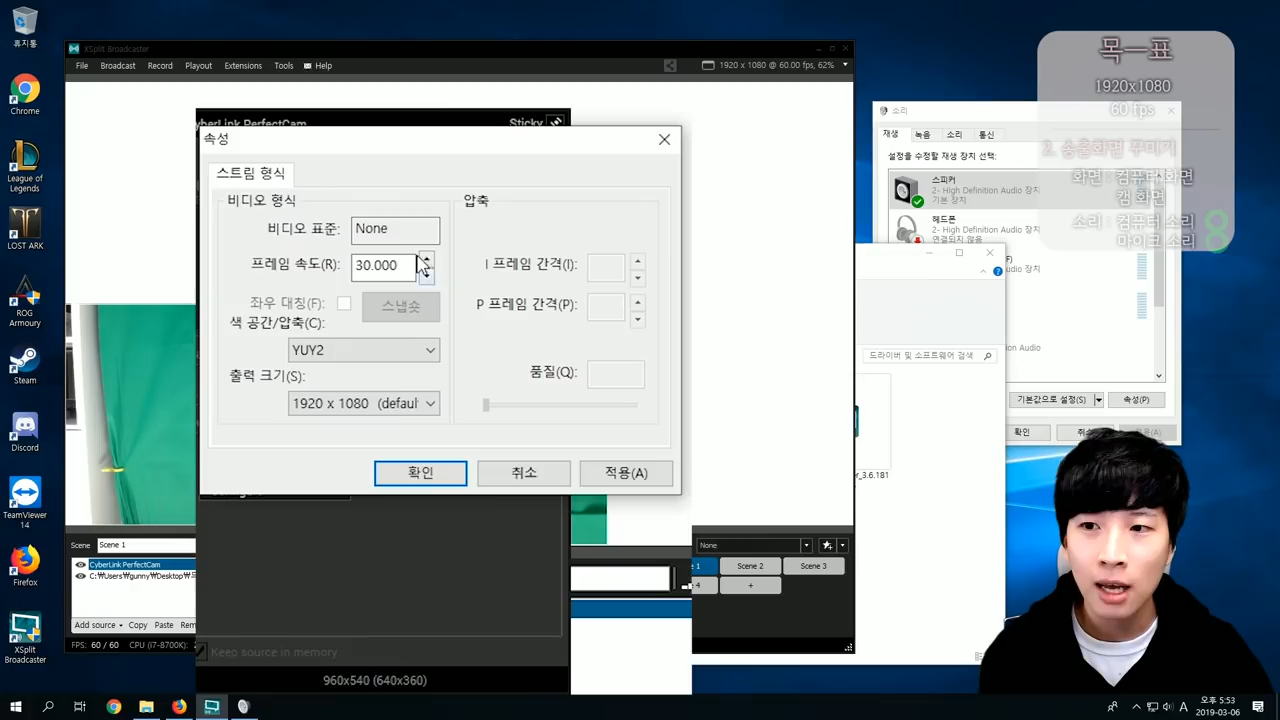 휴지통
Chrome
League of Legends
LOST ARK
ROG Armoury
Steam
Discord
TeamViewer 14
Firefox
XSplit Broadcaster
XSplit Broadcaster
File Broadcast Record Playout Extensions Tools Help
1920 x 1080 @ 60.00 fps, 62%
yberLink PerfectCam
Sticky
속성
스트림 형식
비디오 형식
비디오 표준: None
프레임 속도(R): 30.000
좌우 대칭(F):
스냅숏
색 공간/압축(C):
YUY2
출력 크기(S):
1920 x 1080 (defaul
압축
I 프레임 간격(I):
P 프레임 간격(P):
품질(Q):
확인 취소 적용(A)
Keep source in memory
960x540 (640x360)
Scene Scene 1
CyberLink PerfectCam
C:₩Users₩gunny₩Desktop₩
Add source Copy Paste Rem
FPS: 60 / 60 CPU (i7-8700K):
None
Scene 2 Scene 3
+
목一표
1920x1080
60 fps
2. 송출화면 꾸미기
화면 : 컴퓨터화면
캠 화면
소리 : 컴퓨터 소리
마이크 소리
소리
재생 녹음 소리 통신
설정을 수정할 재생 장치 선택:
스피커
2- High Definition Audio 장치
기본 장치
헤드폰
2- High Definition Audio 장치
연결되지 않음
드라이버 및 소프트웨어 검색
기본값으로 설정(S) 속성(P)
확인
er_3.6.181
A
오후 5:53
2019-03-06